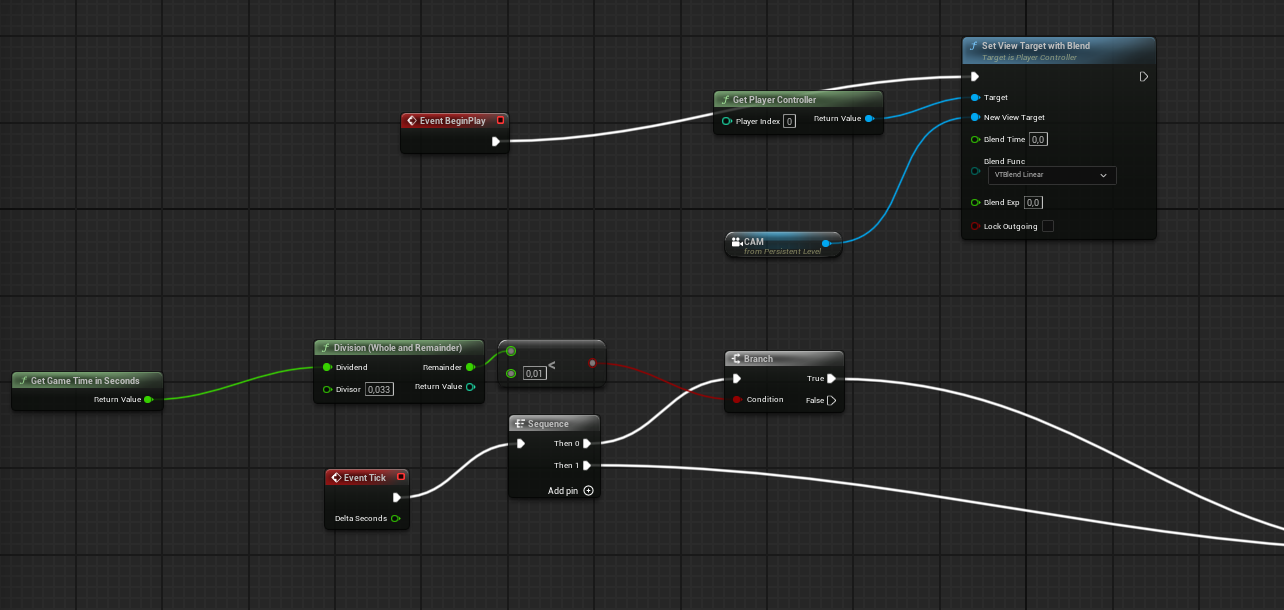 Set View Target with Blend
Target is Player Controller
Target
New View Target
Blend Time 0,0
Blend Func
VTBlend Linear
Blend Exp 0,0
Lock Outgoing
Get Player Controller
Player Index 0 Return Value
Event BeginPlay
CAM
from Persistent Level
Division (Whole and Remainder)
Dividend Remainder
Divisor 0,033 Return Value
<
0,01
Branch
True
Condition False
Get Game Time in Seconds
Return Value
Sequence
Then 0
Then 1
Add pin
Event Tick
Delta Seconds